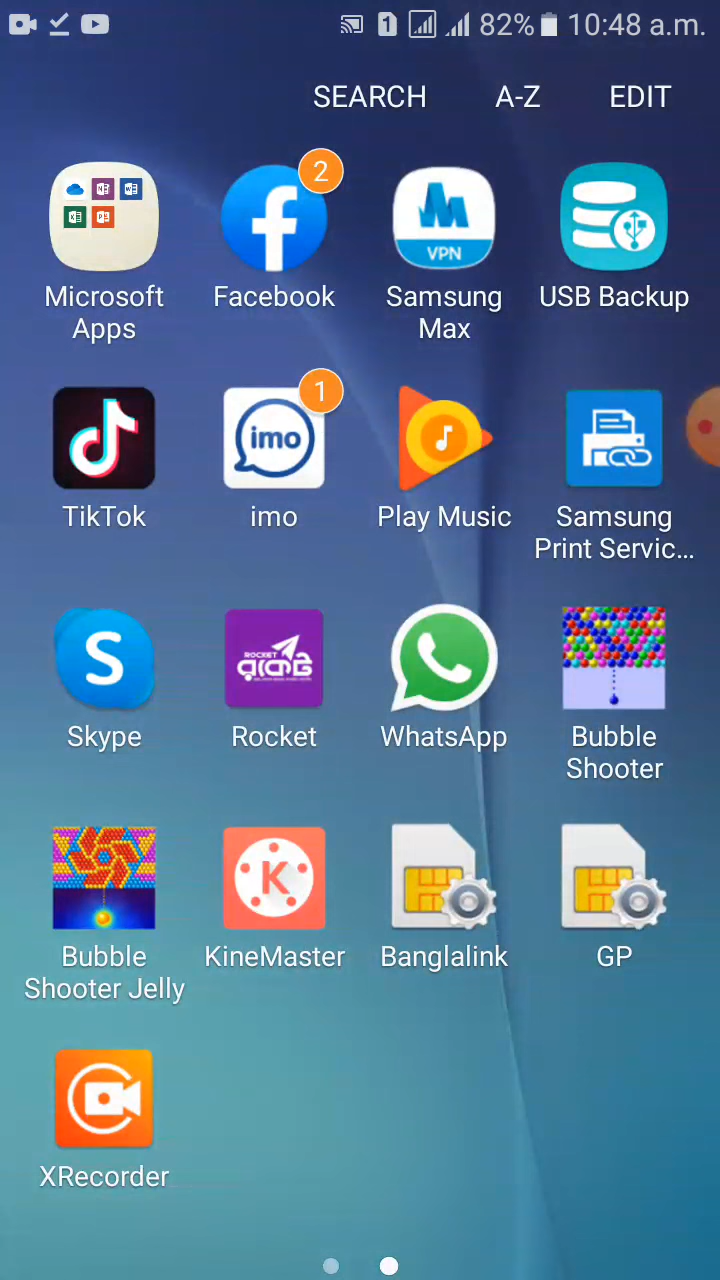 1 82% 10:48 a.m.
SEARCH A-Z EDIT
2
VPN
Microsoft Apps
Facebook
Samsung Max
USB Backup
1
imo
TikTok
imo
Play Music
Samsung Print Servic...
ROCKET
রকেট
Skype
Rocket
WhatsApp
Bubble Shooter
K
Bubble Shooter Jelly
KineMaster
Banglalink
GP
XRecorder